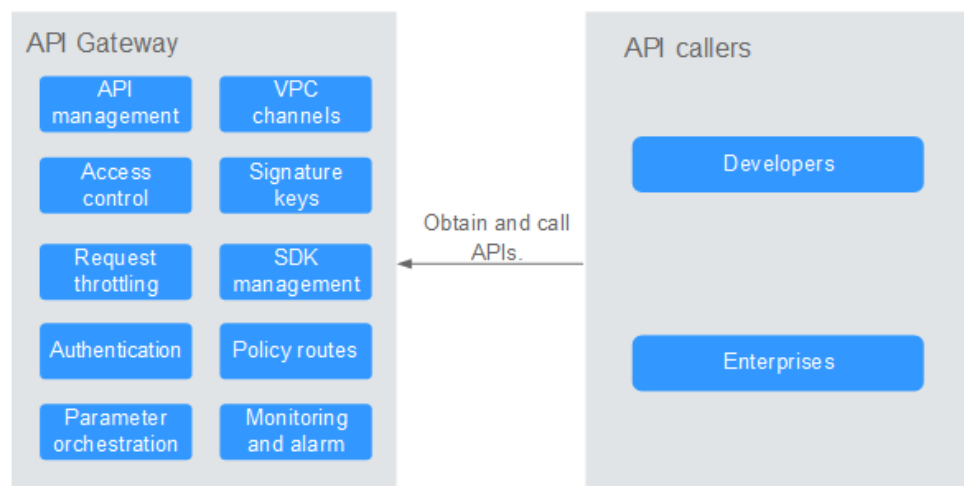 API Gateway
API
management
VPC
channels
Access
control
Signature
keys
Request
throttling
SDK
management
Authentication
Policy routes
Parameter
orchestration
Monitoring
and alarm
Obtain and call
APIs.
API callers
Developers
Enterprises